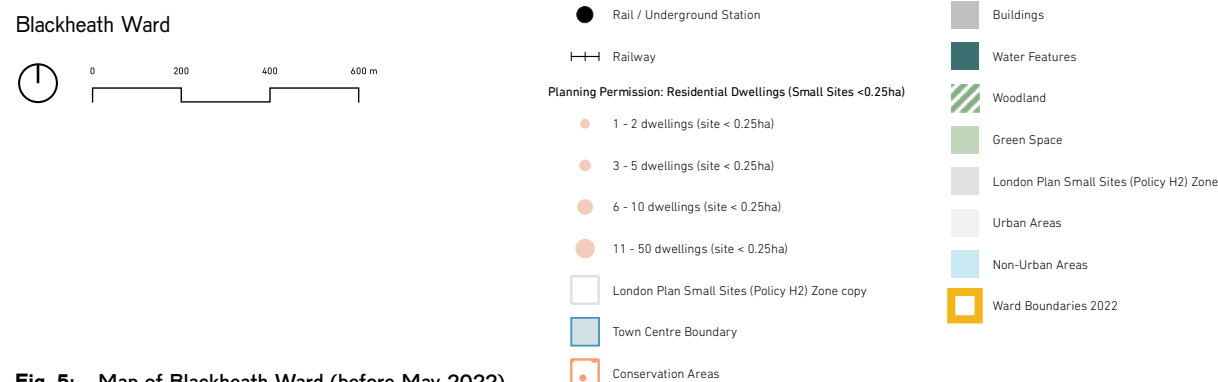 Blackheath Ward
0 200 400 600 m
Fig. 5: Map of Blackheath Ward (before May 2022)
Rail / Underground Station
Railway
Planning Permission: Residential Dwellings (Small Sites <0.25ha)
1 - 2 dwellings (site < 0.25ha)
3 - 5 dwellings (site < 0.25ha)
6 - 10 dwellings (site < 0.25ha)
11 - 50 dwellings (site < 0.25ha)
London Plan Small Sites (Policy H2) Zone copy
Town Centre Boundary
Conservation Areas
Buildings
Water Features
Woodland
Green Space
London Plan Small Sites (Policy H2) Zone
Urban Areas
Non-Urban Areas
Ward Boundaries 2022